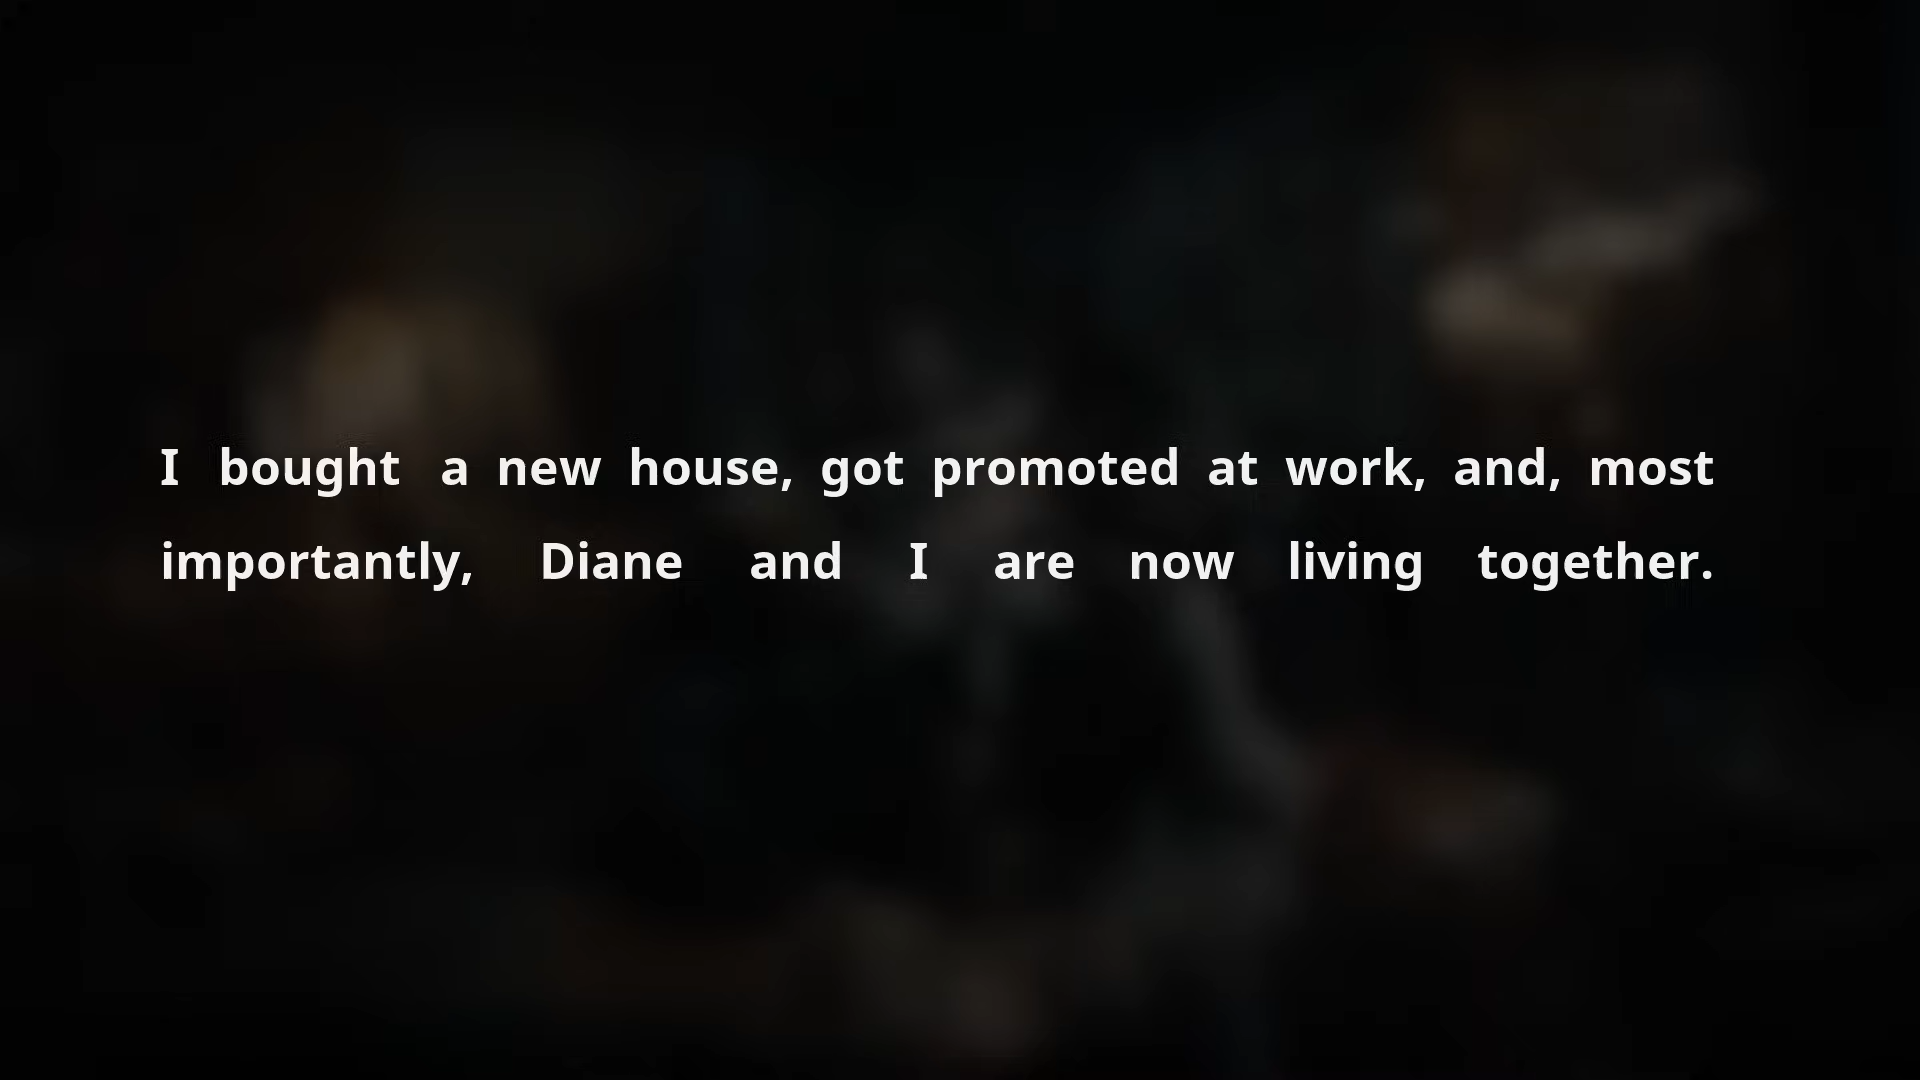 I bought a new house, got promoted at work, and, most
importantly, Diane and I are now living together.